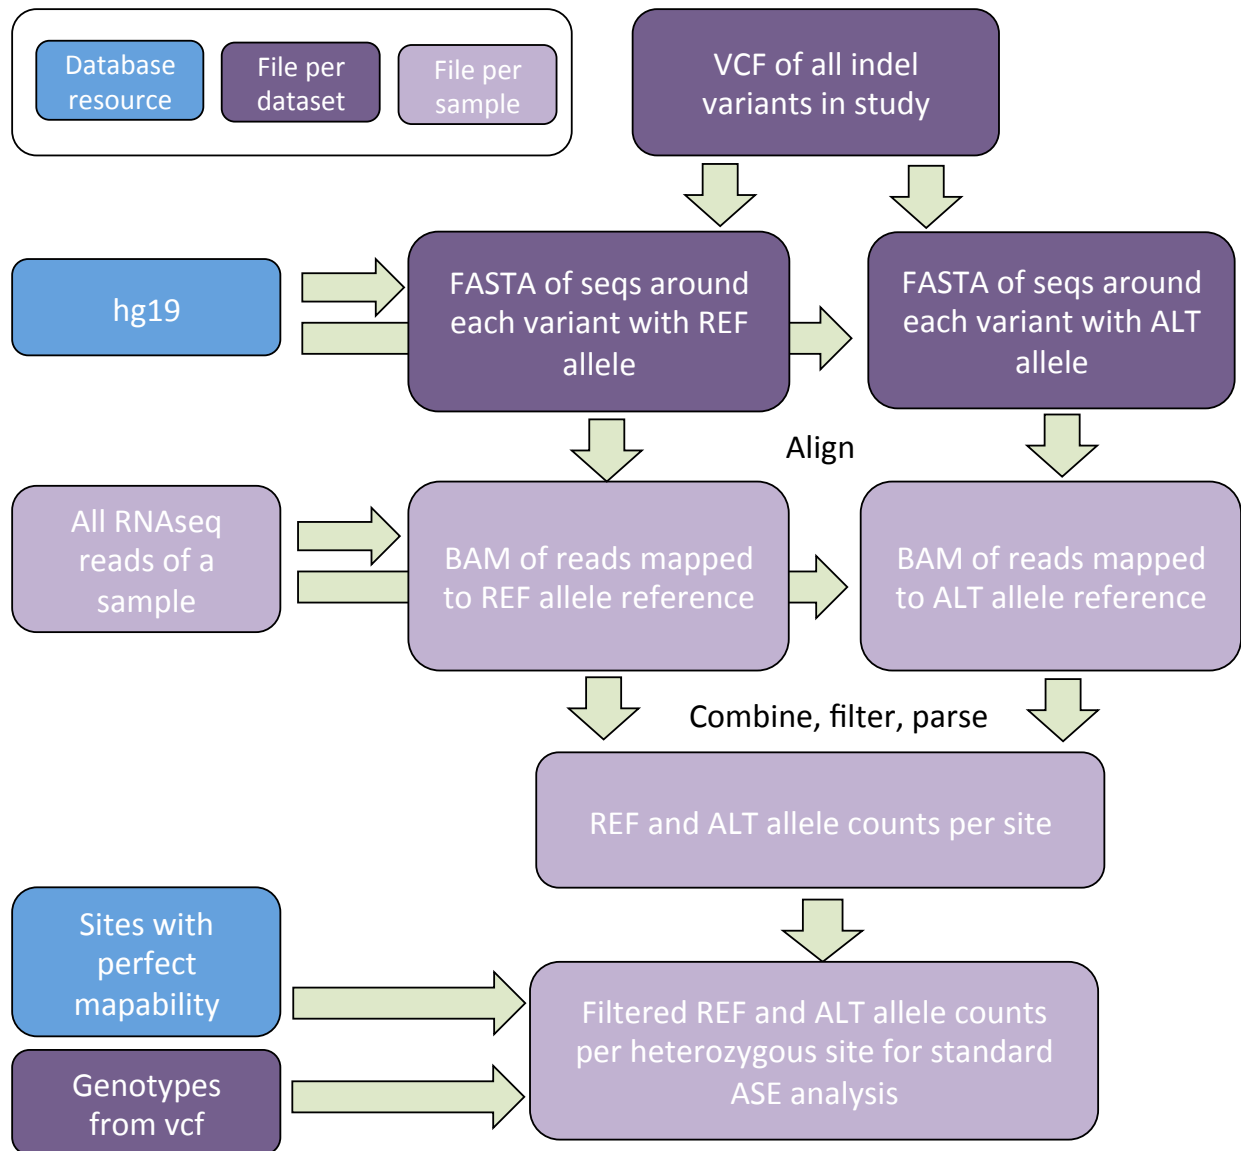 Database
resource
File per
dataset
File per
sample
VCF of all indel
variants in study
hg19
FASTA of seqs around
each variant with REF
allele
FASTA of seqs around
each variant with ALT
allele
Align
All RNAseq
reads of a
sample
BAM of reads mapped
to REF allele reference
BAM of reads mapped
to ALT allele reference
Combine, filter, parse
REF and ALT allele counts per site
Sites with
perfect
mapability
Filtered REF and ALT allele counts
per heterozygous site for standard
ASE analysis
Genotypes
from vcf